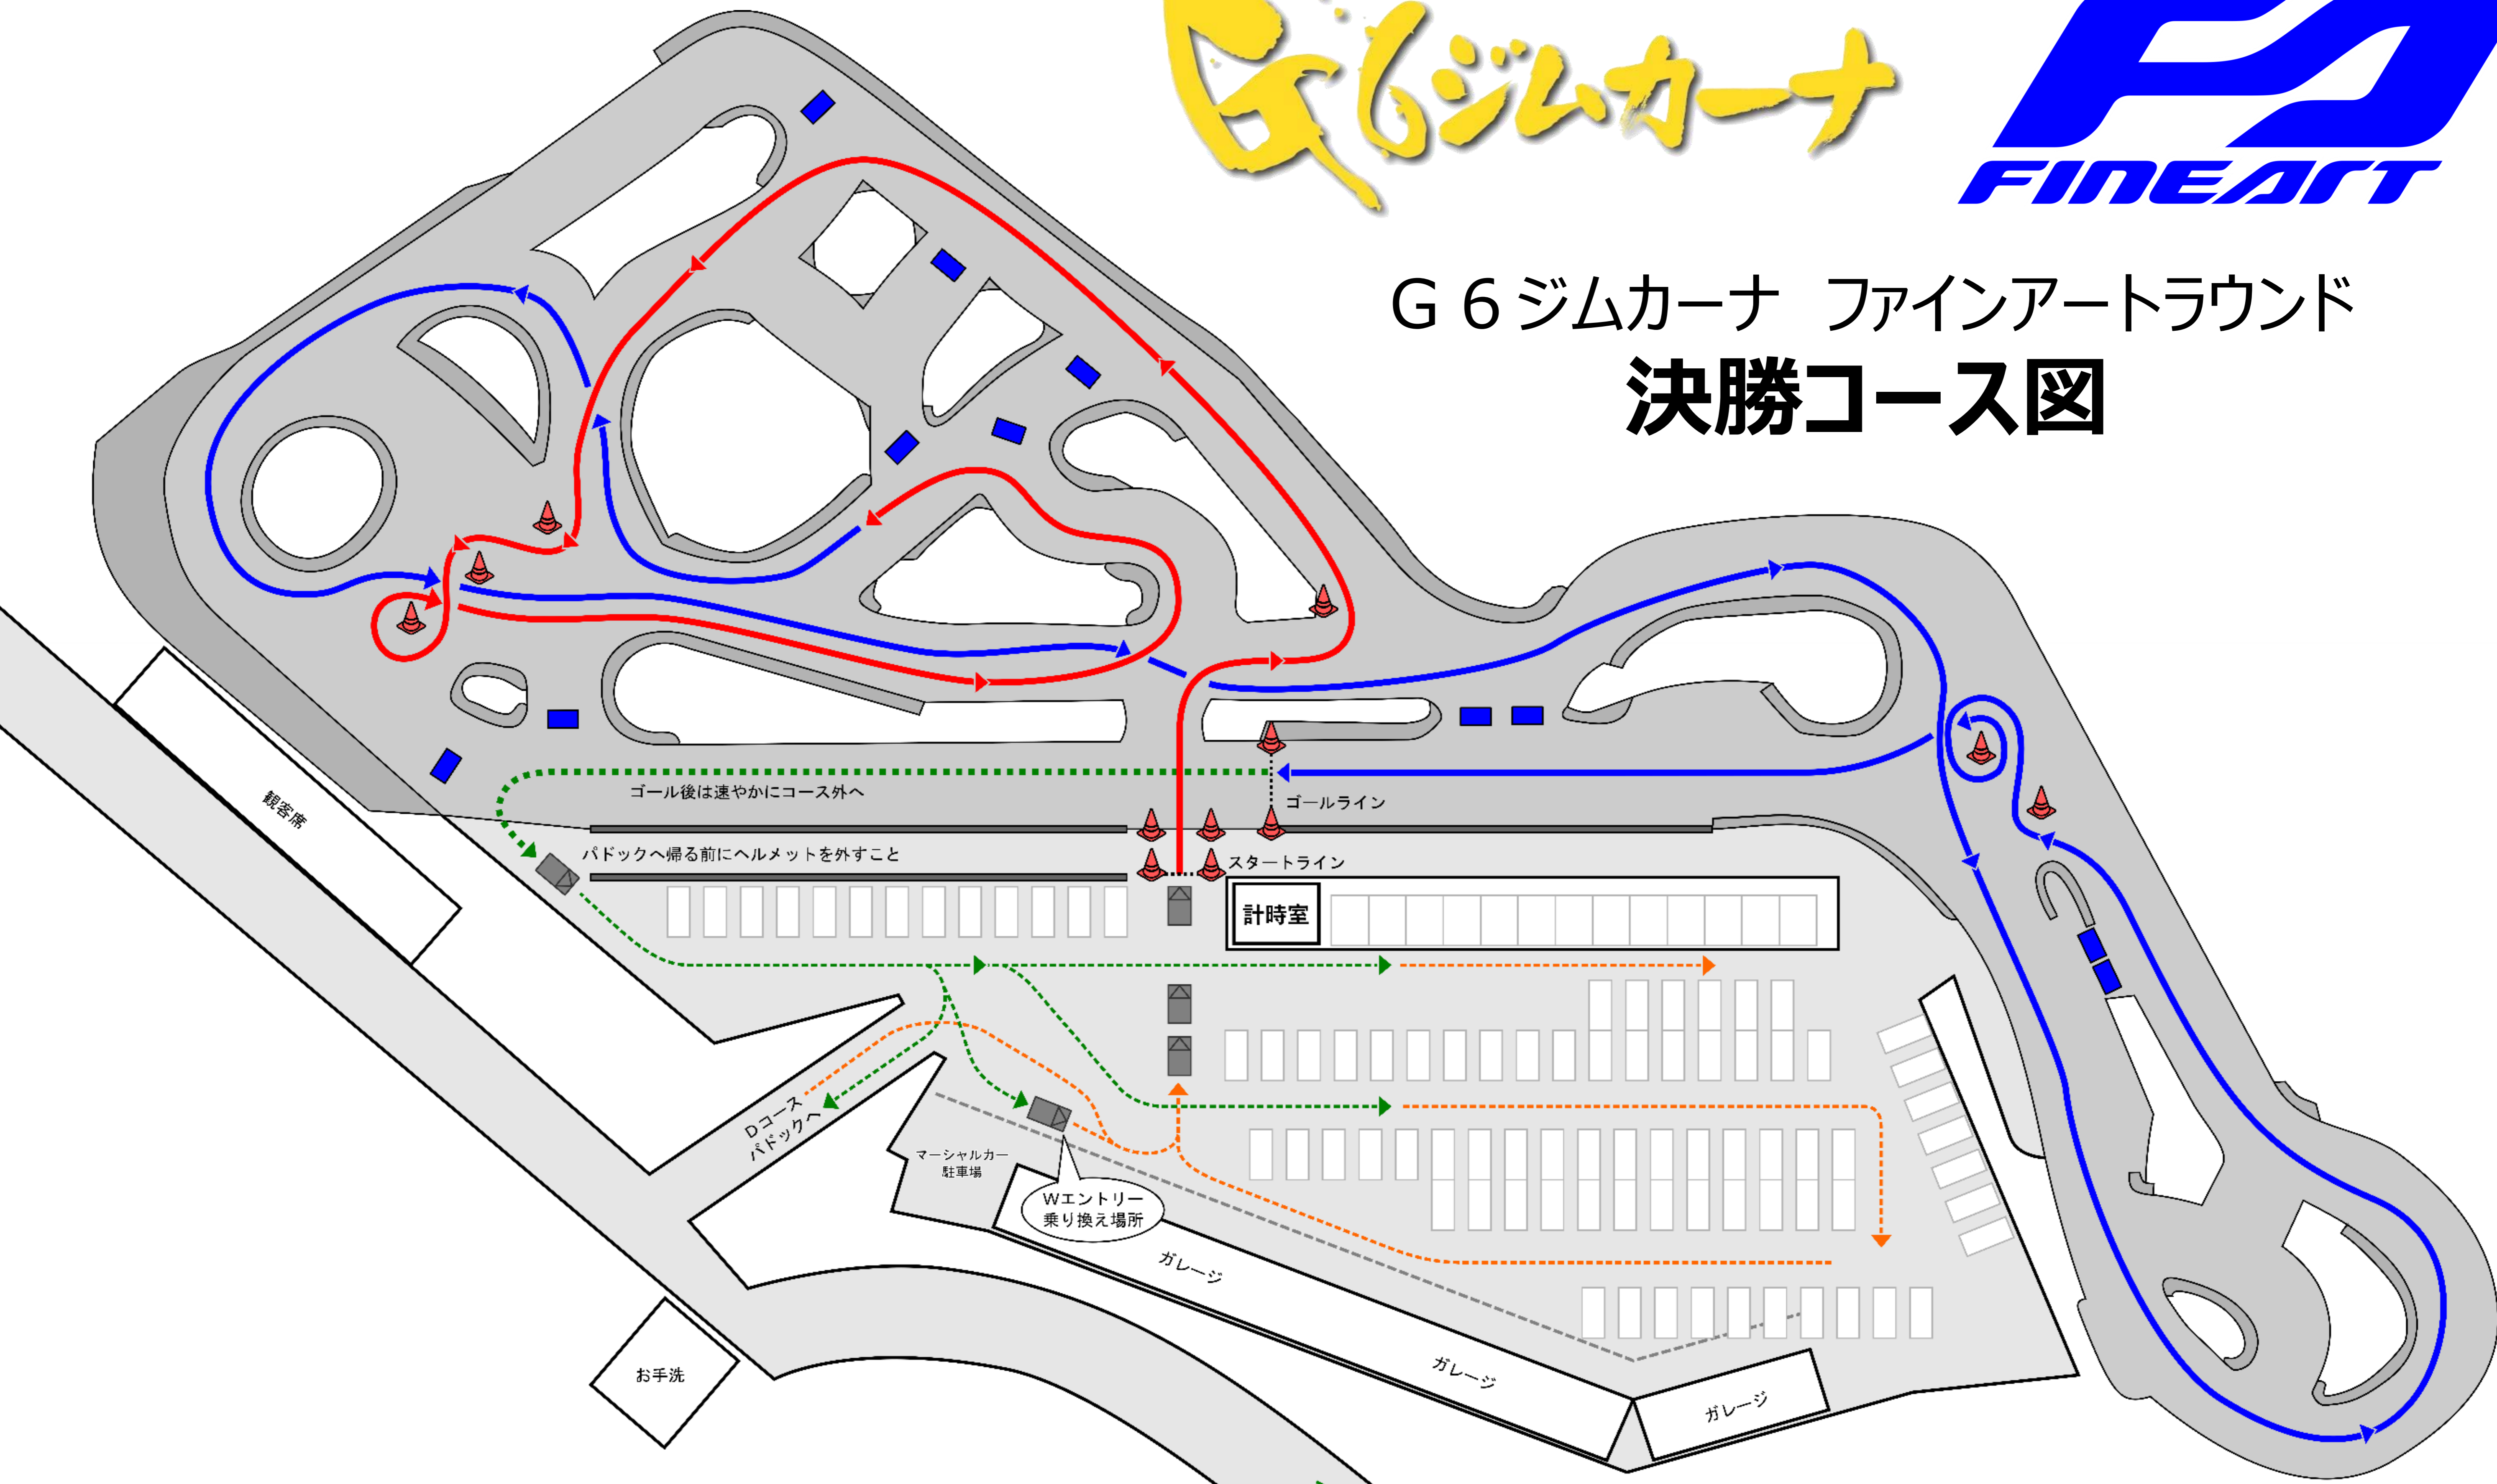 G6ジムカーナ
FINEART
G6ジムカーナ ファインアートラウンド
決勝コース図
観客席
ゴール後は速やかにコース外へ
ゴールライン
パドックへ帰る前にヘルメットを外すこと
スタートライン
計時室
Dコース
パドックへ
マーシャルカー
駐車場
Wエントリー
乗り換え場所
ガレージ
ガレージ
ガレージ
お手洗